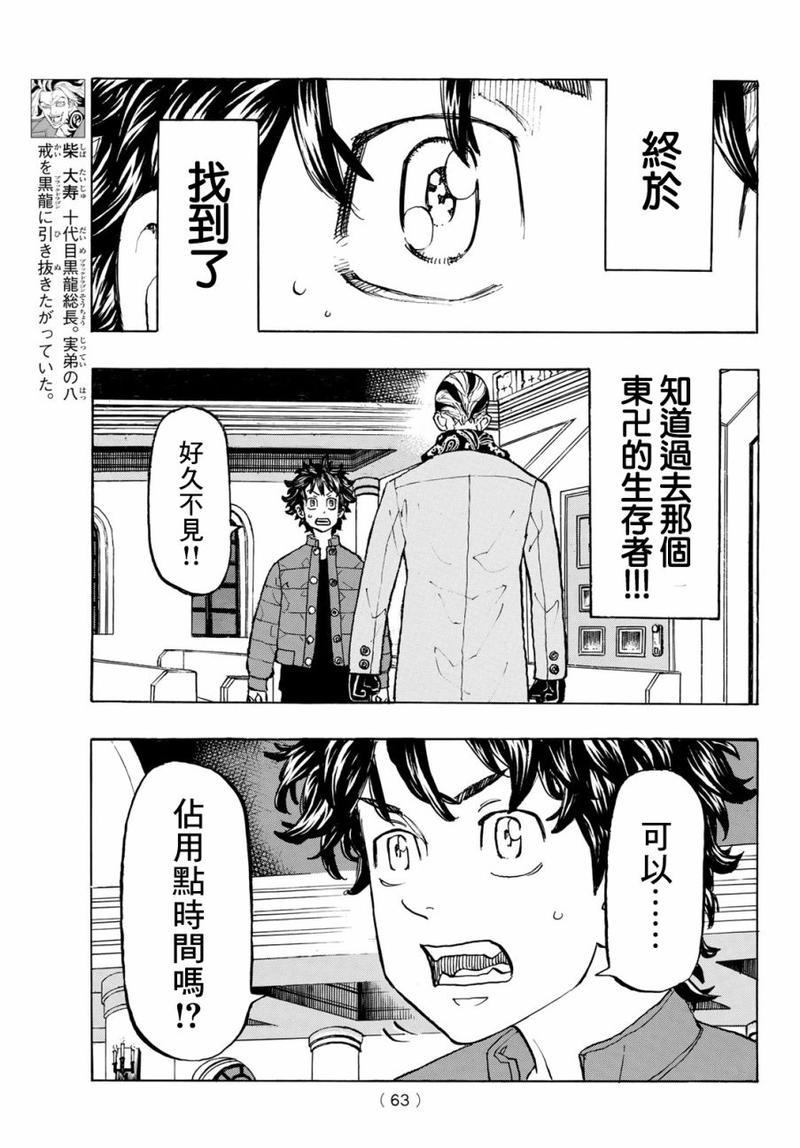 終於
找到了
知道過去那個
東卍的生存者!!!
好久不見!!
可以……
佔用點時間嗎!?
柴 大寿 十代目黒龍総長。実弟の八
戒を黒龍に引き抜きたがっていた。
(63)